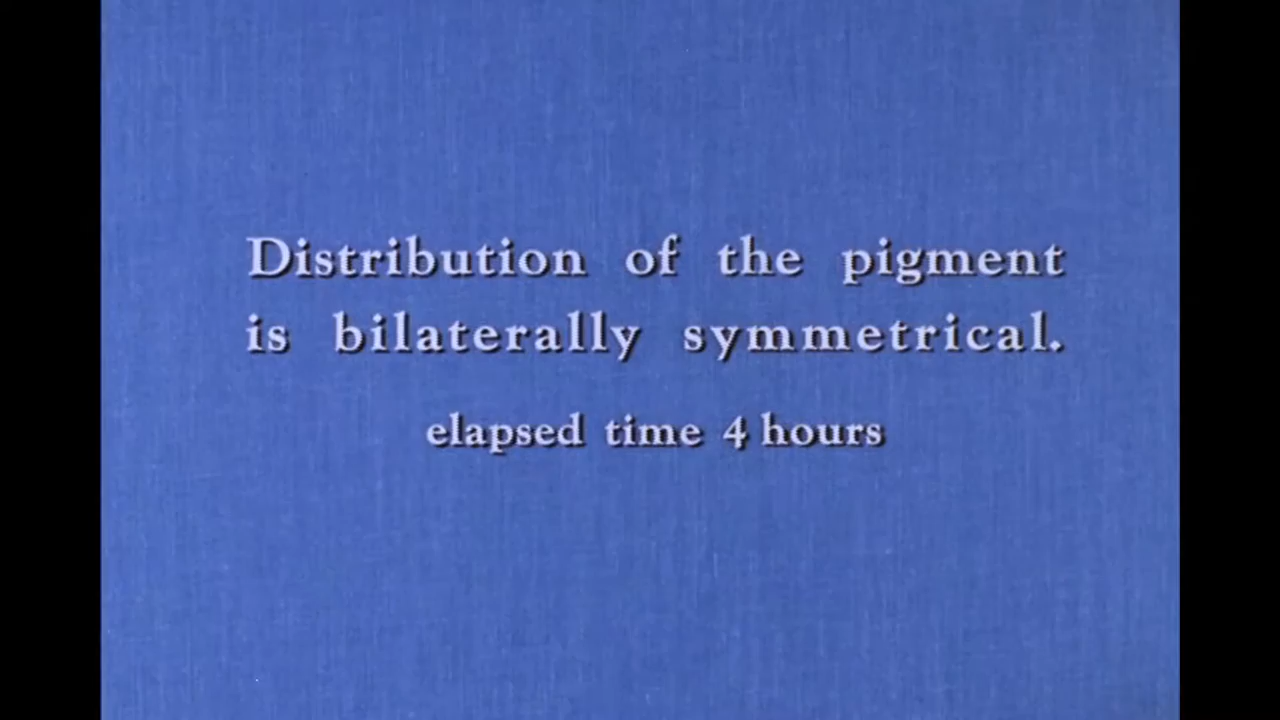 Distribution of the pigment
is bilaterally symmetrical.
elapsed time 4 hours